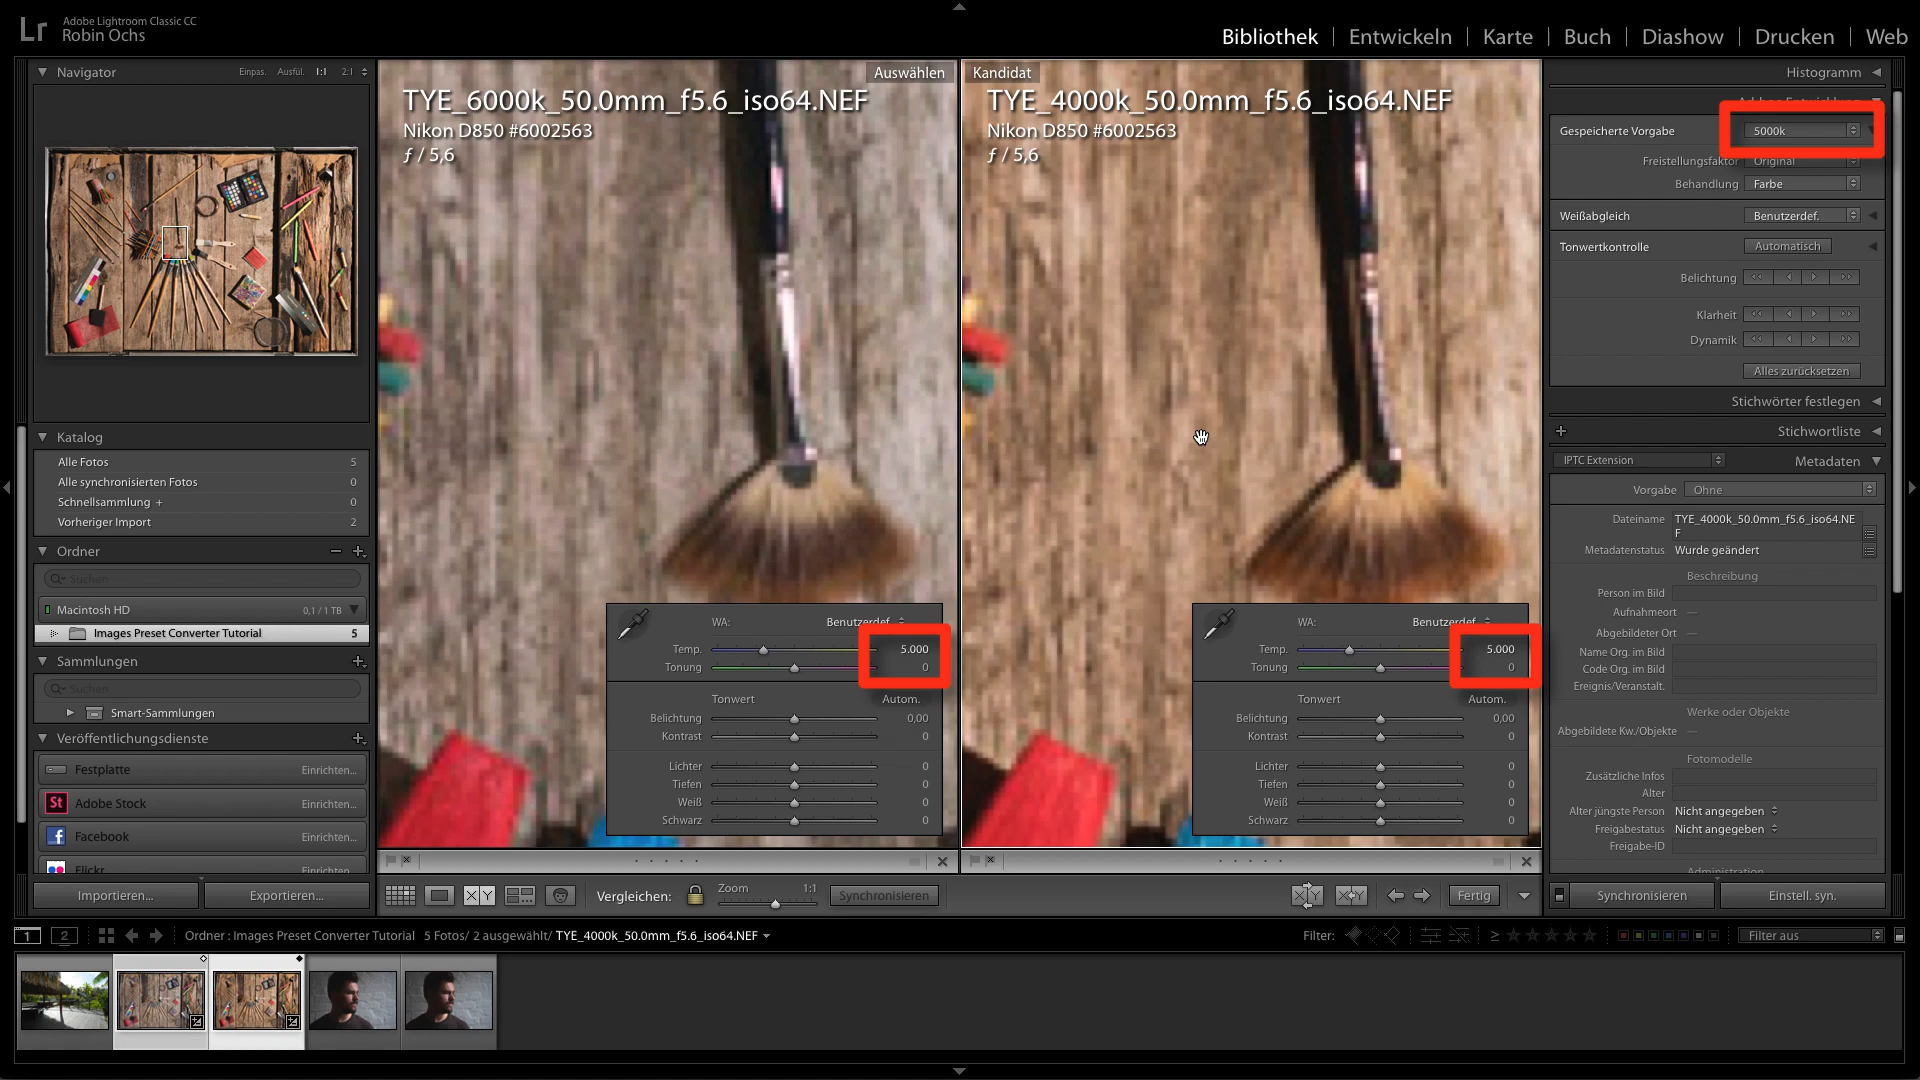 Lr
Adobe Lightroom Classic CC
Robin Ochs
Bibliothek | Entwickeln | Karte | Buch | Diashow | Drucken | Web
Navigator
Einpas. Ausfül. 1:1 2:1
Katalog
Alle Fotos 5
Alle synchronisierten Fotos 0
Schnellsammlung + 0
Vorheriger Import 2
Ordner
Suchen
Macintosh HD 0,1 / 1 TB
Images Preset Converter Tutorial 5
Sammlungen
Suchen
Smart-Sammlungen
Veröffentlichungsdienste
Festplatte Einrichten...
St Adobe Stock Einrichten...
Facebook Einrichten...
Flickr Einrichten...
Importieren... Exportieren...
Auswählen
TYE_6000k_50.0mm_f5.6_iso64.NEF
Nikon D850 #6002563
ƒ / 5,6
WA: Benutzerdef.
Temp. 5.000
Tonung 0
Tonwert Autom.
Belichtung 0,00
Kontrast 0
Lichter 0
Tiefen 0
Weiß 0
Schwarz 0
Kandidat
TYE_4000k_50.0mm_f5.6_iso64.NEF
Nikon D850 #6002563
ƒ / 5,6
WA: Benutzerdef.
Temp. 5.000
Tonung 0
Tonwert Autom.
Belichtung 0,00
Kontrast 0
Lichter 0
Tiefen 0
Weiß 0
Schwarz 0
XY Vergleichen: Zoom 1:1 Synchronisieren
XY XY Fertig
Histogramm
Ad-hoc-Entwicklung
Gespeicherte Vorgabe 5000k
Freistellungsfaktor Original
Behandlung Farbe
Weißabgleich Benutzerdef.
Tonwertkontrolle Automatisch
Belichtung
Klarheit
Dynamik
Alles zurücksetzen
Stichwörter festlegen
Stichwortliste
IPTC Extension Metadaten
Vorgabe Ohne
Dateiname TYE_4000k_50.0mm_f5.6_iso64.NE
F
Metadatenstatus Wurde geändert
Beschreibung
Person im Bild
Aufnahmeort —
Abgebildeter Ort —
Name Org. im Bild
Code Org. im Bild
Ereignis/Veranstalt.
Werke oder Objekte
Abgebildete Kw./Objekte —
Fotomodelle
Zusätzliche Infos
Alter
Alter jüngste Person Nicht angegeben
Freigabestatus Nicht angegeben
Freigabe-ID
Administration
Synchronisieren Einstell. syn.
1 2 Ordner : Images Preset Converter Tutorial 5 Fotos/ 2 ausgewählt/ TYE_4000k_50.0mm_f5.6_iso64.NEF
Filter: ≥ Filter aus